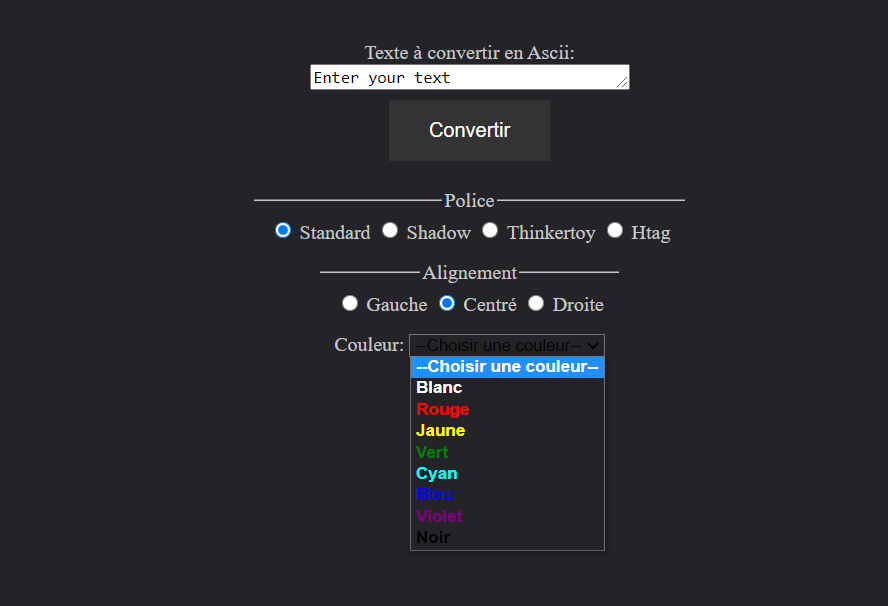 Texte à convertir en Ascii:
Enter your text
Convertir
Police
Standard Shadow Thinkertoy Htag
Alignement
Gauche Centré Droite
Couleur: --Choisir une couleur--
--Choisir une couleur--
Blanc
Rouge
Jaune
Vert
Cyan
Bleu
Violet
Noir